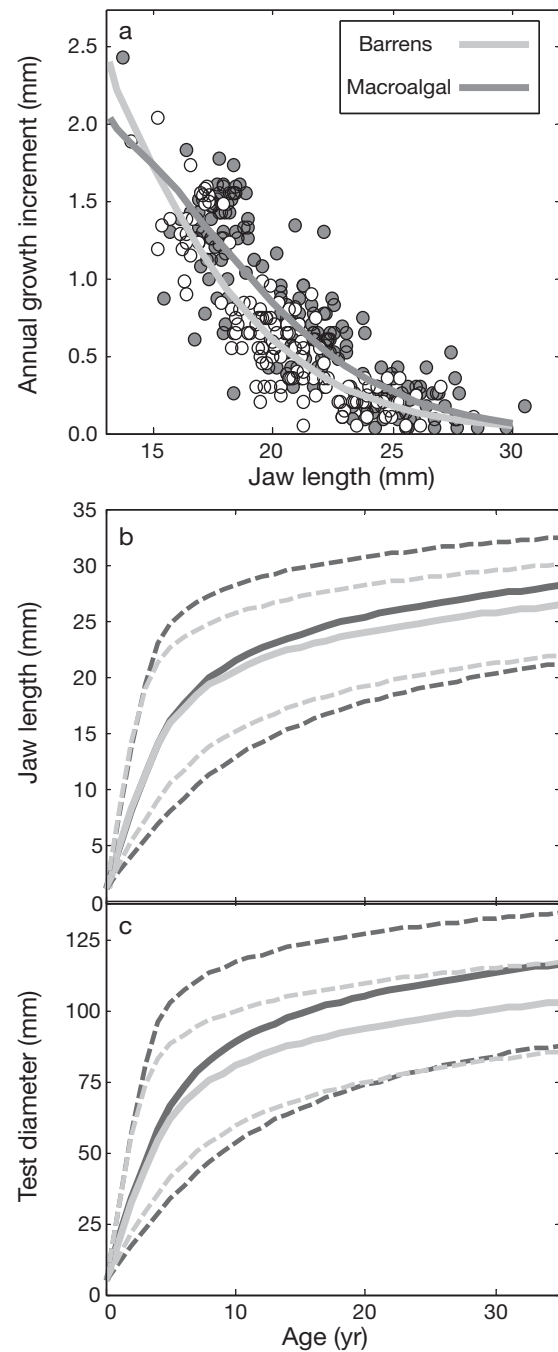 a
Barrens
Macroalgal
2.5
2.0
1.5
1.0
0.5
0.0
15
20
25
30
Annual growth increment (mm)
Jaw length (mm)
b
35
30
25
20
15
10
5
0
Jaw length (mm)
c
125
100
75
50
25
0
Test diameter (mm)
0
10
20
30
Age (yr)